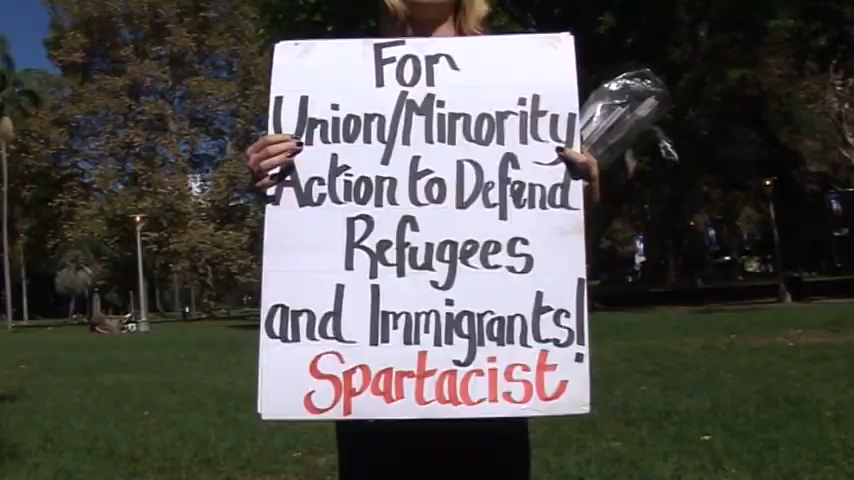 For
Union/Minority
Action to Defend
Refugees
and Immigrants!
Spartacist